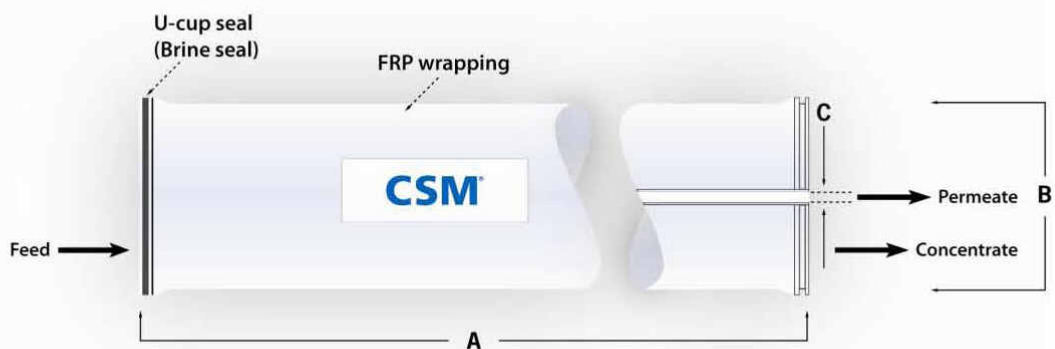 U-cup seal
(Brine seal)
FRP wrapping
C
CSM®
Permeate
B
Feed
Concentrate
A